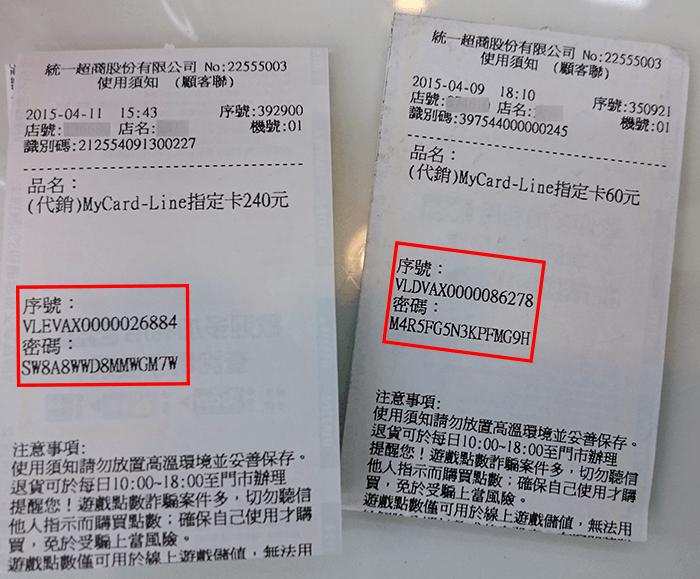 統一超商股份有限公司 No:22555003
使用須知 (顧客聯)
2015-04-11 15:43 序號:392900
店號: 店名: 機號:01
識別碼:212554091300227
品名:
(代銷)MyCard-Line指定卡240元
序號:
VLEVAX0000026884
密碼:
SW8A8WWD8MMWGM7W
注意事項:
使用須知請勿放置高溫環境並妥善保存。
退貨可於每日10:00~18:00至門市辦理
提醒您!遊戲點數詐騙案件多,切勿聽信
他人指示而購買點數;確保自己使用才購
買,免於受騙上當風險。
遊戲點數僅可用於線上遊戲儲值,無法用
統一超商股份有限公司 No:22555003
使用須知 (顧客聯)
2015-04-09 18:10 序號:350921
店號: 店名: 機號:01
識別碼:397544000000245
品名:
(代銷)MyCard-Line指定卡60元
序號:
VLDVAX0000086278
密碼:
M4R5FG5N3KPFMG9H
注意事項:
使用須知請勿放置高溫環境並妥善保存。
退貨可於每日10:00~18:00至門市辦理
提醒您!遊戲點數詐騙案件多,切勿聽信
他人指示而購買點數;確保自己使用才購
買,免於受騙上當風險。
遊戲點數僅可用於線上遊戲儲值,無法用